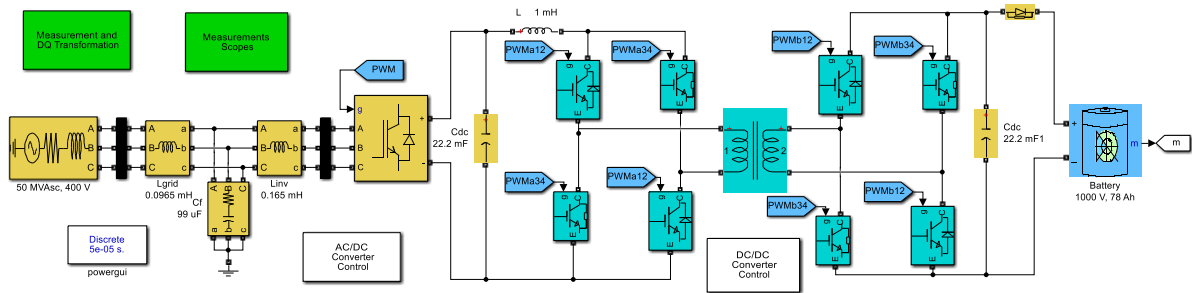 Measurement and
DQ Transformation
Measurements
Scopes
PWM
L 1 mH
PWMa12
PWMa34
PWMb12
PWMb34
g
C
E
g
C
E
g
C
E
g
C
E
50 MVAsc, 400 V
A
B
C
A
B
C
a
b
c
Lgrid
0.0965 mH
A
B
C
a
b
c
Linv
0.165 mH
A
B
C
a
b
c
Cf
99 uF
g
A
B
C
+
-
Cdc
22.2 mF
1
2
Cdc
22.2 mF1
+
-
m
m
Battery
1000 V, 78 Ah
PWMa34
PWMa12
PWMb34
PWMb12
g
C
E
g
C
E
g
C
E
g
C
E
Discrete
5e-05 s.
powergui
AC/DC
Converter
Control
DC/DC
Converter
Control